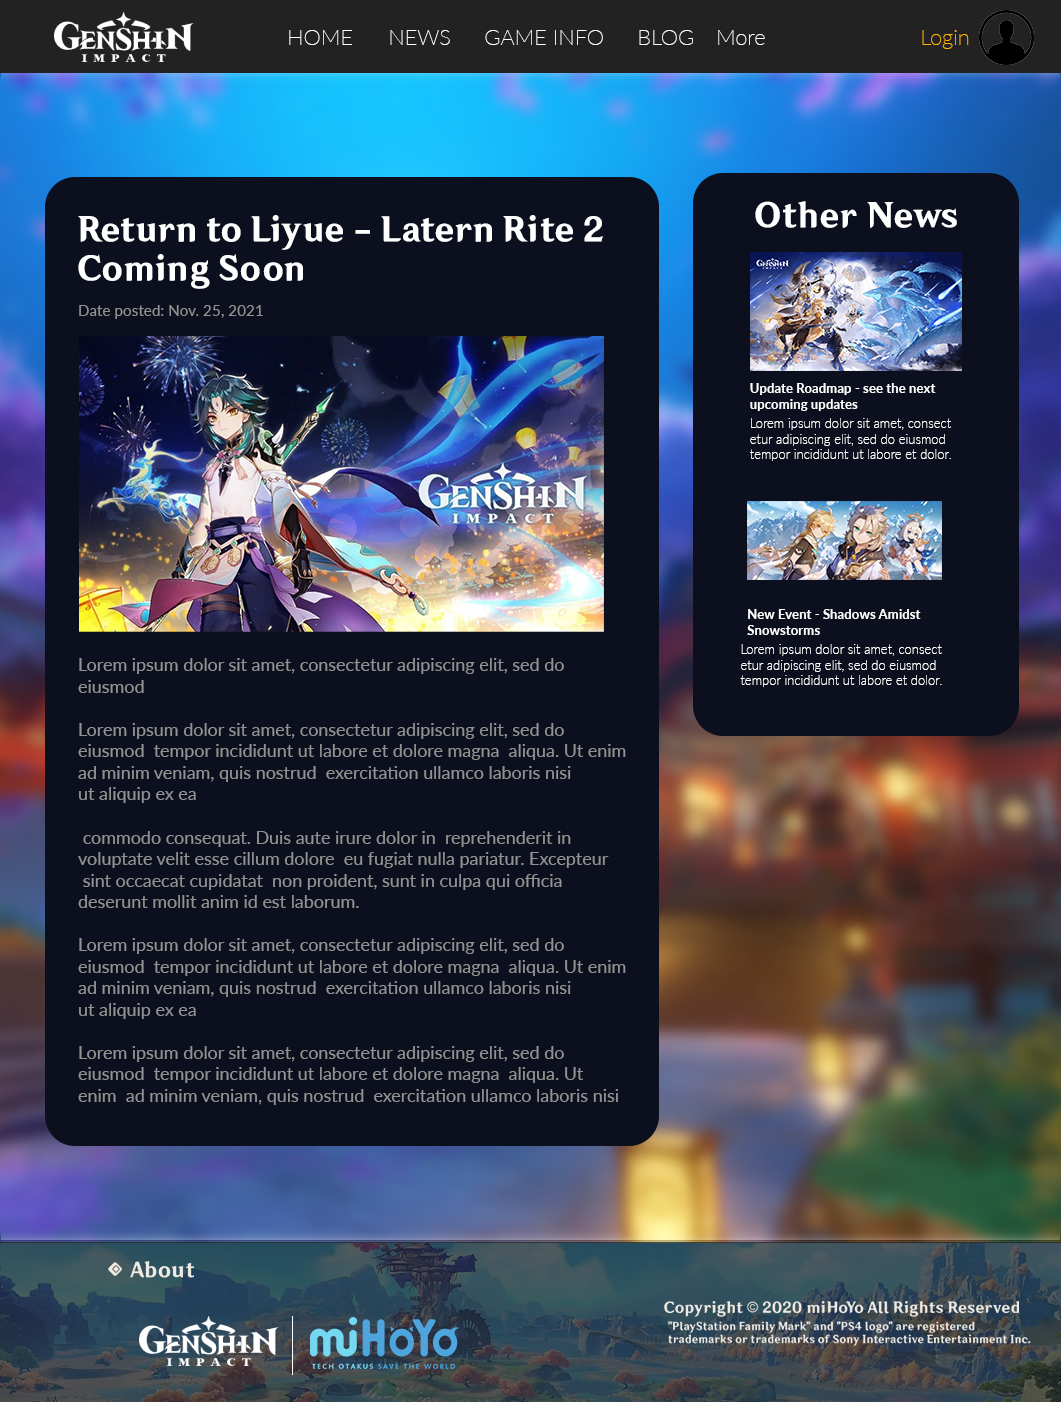 GENSHIN
IMPACT
HOME NEWS GAME INFO BLOG More Login
Return to Liyue - Latern Rite 2
Coming Soon
Date posted: Nov. 25, 2021
GENSHIN
IMPACT
Lorem ipsum dolor sit amet, consectetur adipiscing elit, sed do
eiusmod
Lorem ipsum dolor sit amet, consectetur adipiscing elit, sed do
eiusmod tempor incididunt ut labore et dolore magna aliqua. Ut enim
ad minim veniam, quis nostrud exercitation ullamco laboris nisi
ut aliquip ex ea
commodo consequat. Duis aute irure dolor in reprehenderit in
voluptate velit esse cillum dolore eu fugiat nulla pariatur. Excepteur
sint occaecat cupidatat non proident, sunt in culpa qui officia
deserunt mollit anim id est laborum.
Lorem ipsum dolor sit amet, consectetur adipiscing elit, sed do
eiusmod tempor incididunt ut labore et dolore magna aliqua. Ut enim
ad minim veniam, quis nostrud exercitation ullamco laboris nisi
ut aliquip ex ea
Lorem ipsum dolor sit amet, consectetur adipiscing elit, sed do
eiusmod tempor incididunt ut labore et dolore magna aliqua. Ut
enim ad minim veniam, quis nostrud exercitation ullamco laboris nisi
Other News
GENSHIN
IMPACT
Update Roadmap - see the next
upcoming updates
Lorem ipsum dolor sit amet, consect
etur adipiscing elit, sed do eiusmod
tempor incididunt ut labore et dolor.
New Event - Shadows Amidst
Snowstorms
Lorem ipsum dolor sit amet, consect
etur adipiscing elit, sed do eiusmod
tempor incididunt ut labore et dolor.
About
GENSHIN
IMPACT
miHoYo
TECH OTAKUS SAVE THE WORLD
Copyright © 2020 miHoYo All Rights Reserved
"PlayStation Family Mark" and "PS4 logo" are registered
trademarks or trademarks of Sony Interactive Entertainment Inc.